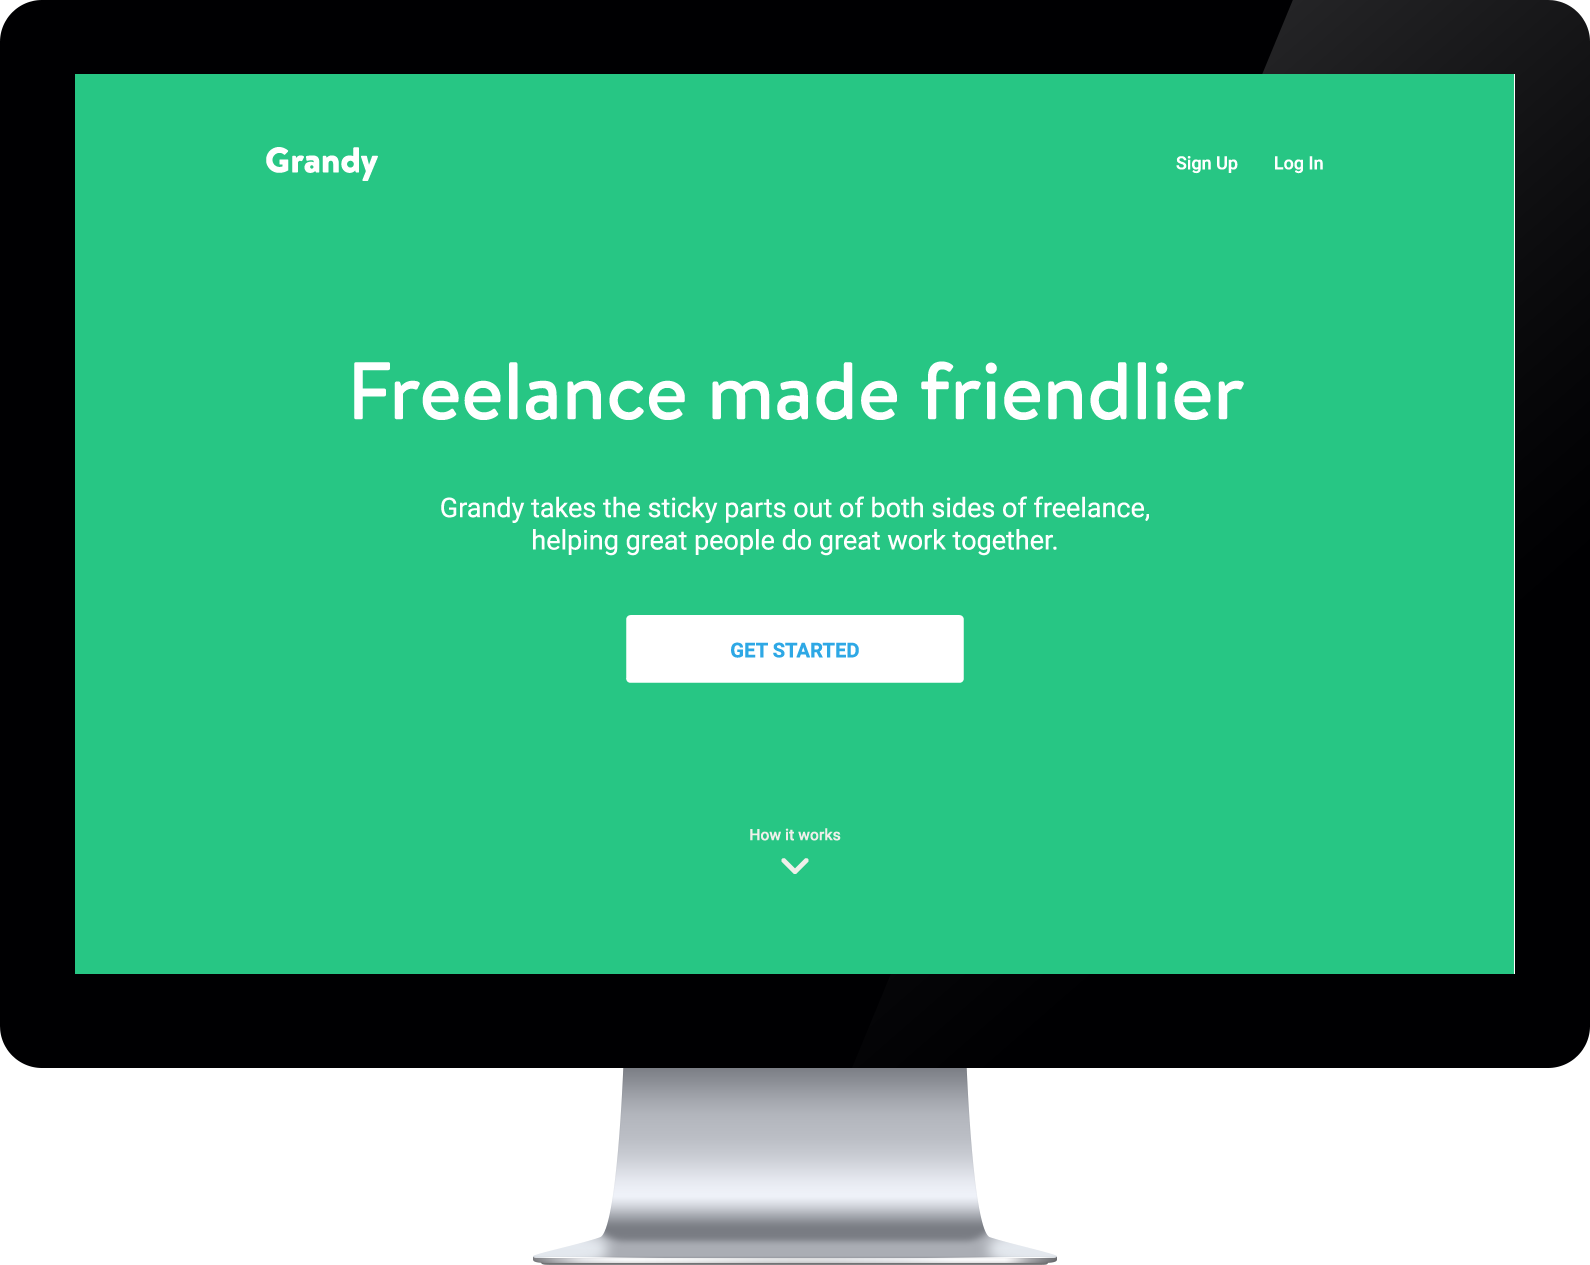 Grandy
Sign Up
Log In
Freelance made friendlier
Grandy takes the sticky parts out of both sides of freelance,
helping great people do great work together.
GET STARTED
How it works